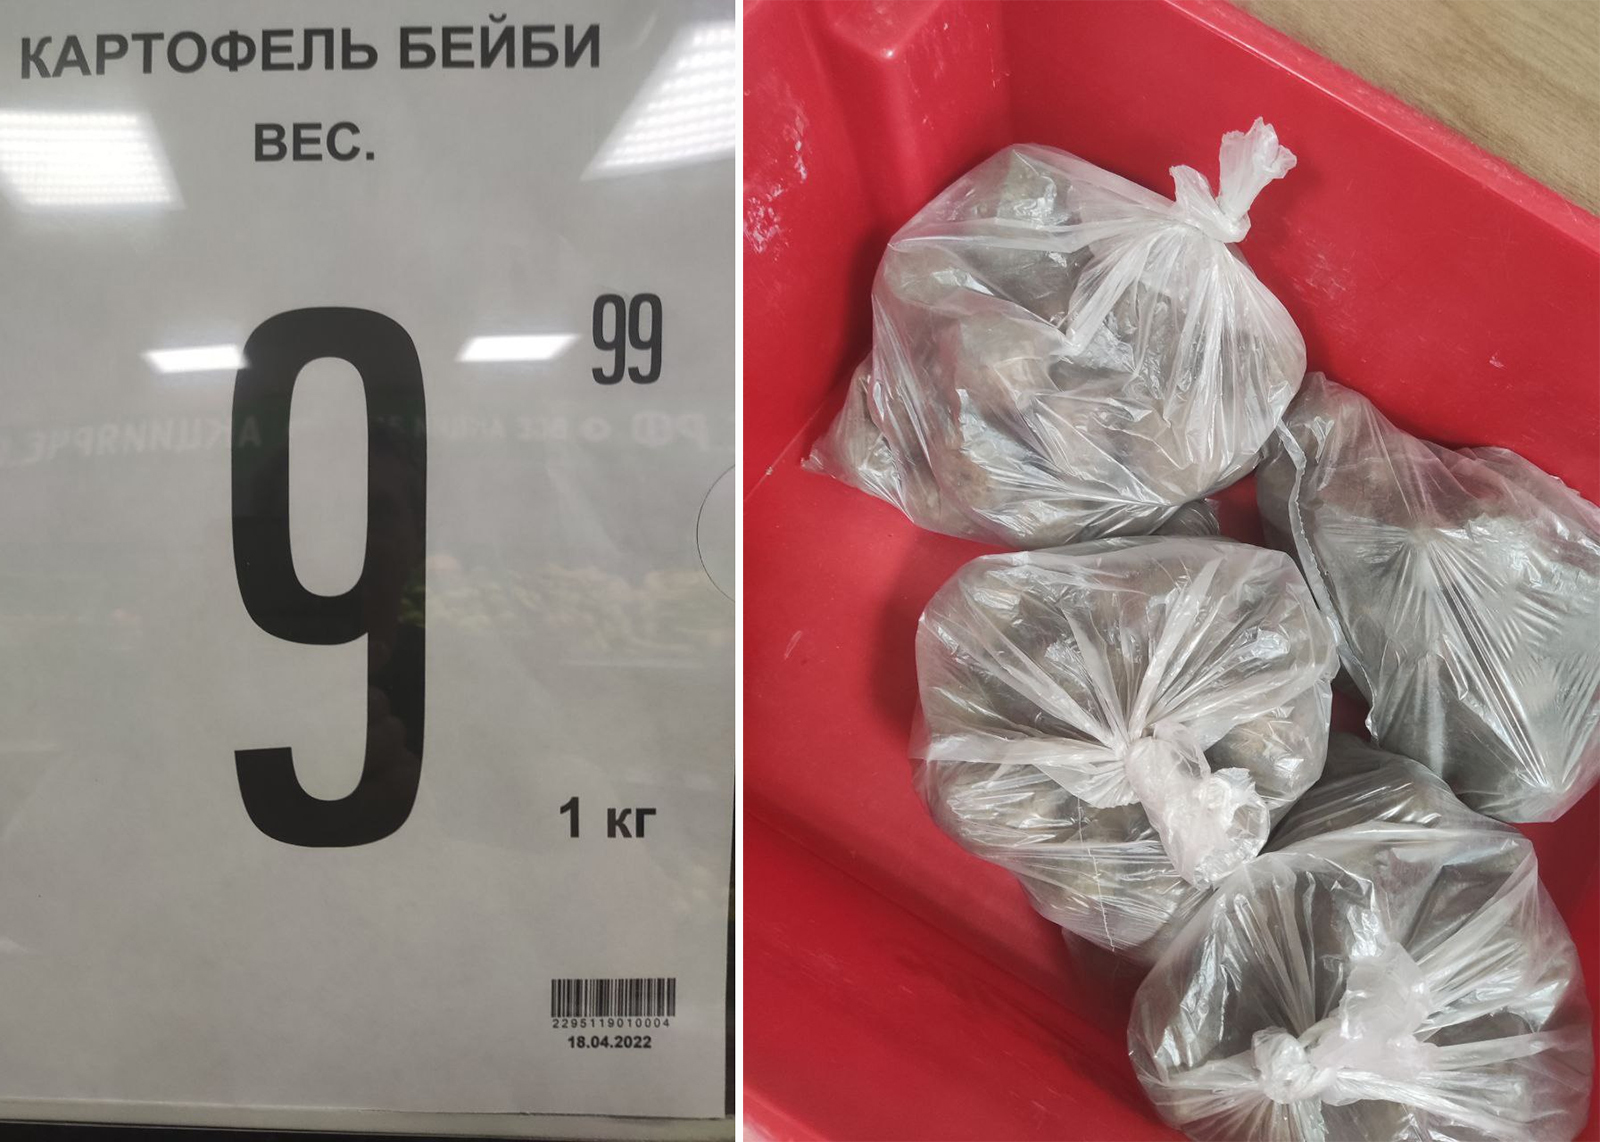 КАРТОФЕЛЬ БЕЙБИ
ВЕС.
9 99
1 кг
2295119010004
18.04.2022